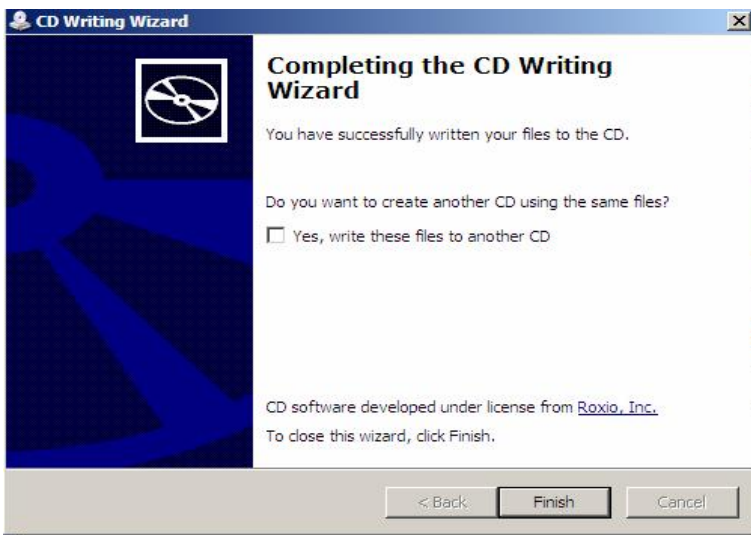 CD Writing Wizard
Completing the CD Writing
Wizard
You have successfully written your files to the CD.
Do you want to create another CD using the same files?
Yes, write these files to another CD
CD software developed under license from Roxio, Inc.
To close this wizard, click Finish.
< Back Finish Cancel